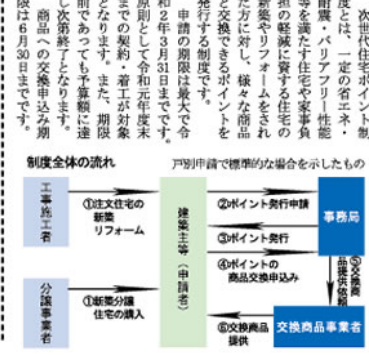 次世代住宅ポイント制
度とは、一定の省エネ・
耐震・バリアフリー性能
等を満たす住宅や家事負
担の軽減に資する住宅の
新築やリフォームをされ
た方に対し、様々な商品
と交換できるポイントを
発行する制度です。
申請の期限は最大で令
和2年3月31日までです。
原則として令和元年度末
までの契約・着工が対象
となります。また、期限
前であっても予算額に達
し次第終了となります。
商品への交換申込み期
限は6月30日までです。
制度全体の流れ
戸別申請で標準的な場合を示したもの
工事施工者
①注文住宅の
新築
リフォーム
分譲事業者
①新築分譲
住宅の購入
建築主等（申請者）
②ポイント発行申請
③ポイント発行
④ポイントの
商品交換申込み
事務局
⑤交換商
品提供依頼
⑥交換商品
提供
交換商品事業者